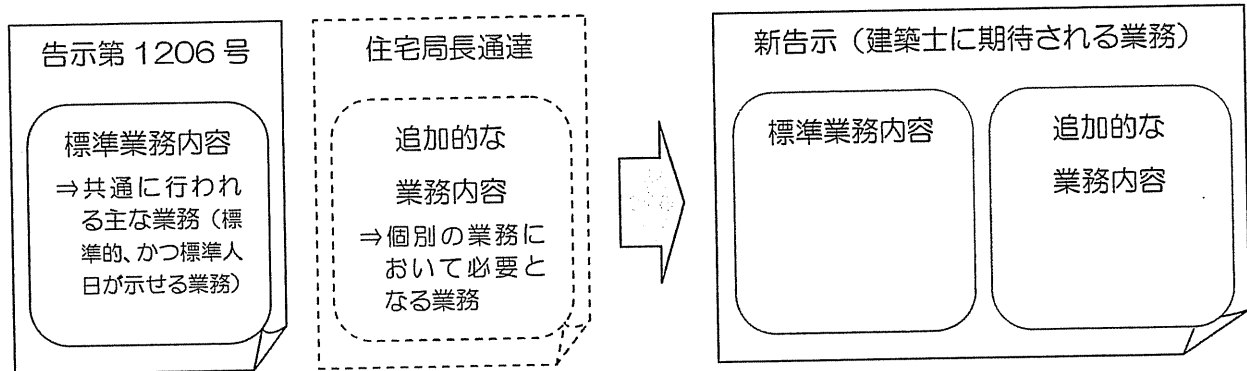 告示第1206号
標準業務内容
⇒共通に行われ
る主な業務（標
準的、かつ標準人
日が示せる業務）
住宅局長通達
追加的な
業務内容
⇒個別の業務に
おいて必要と
なる業務
新告示（建築士に期待される業務）
標準業務内容
追加的な
業務内容